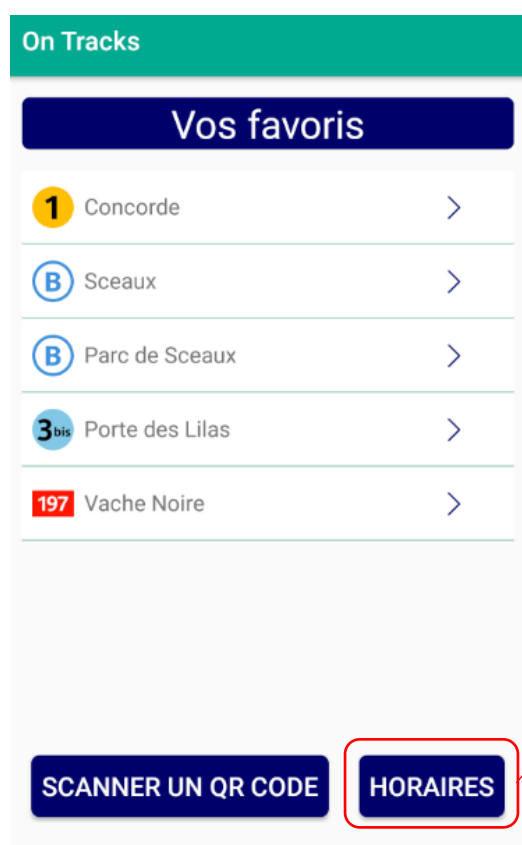 On Tracks
Vos favoris
1 Concorde
B Sceaux
B Parc de Sceaux
3bis Porte des Lilas
197 Vache Noire
SCANNER UN QR CODE HORAIRES